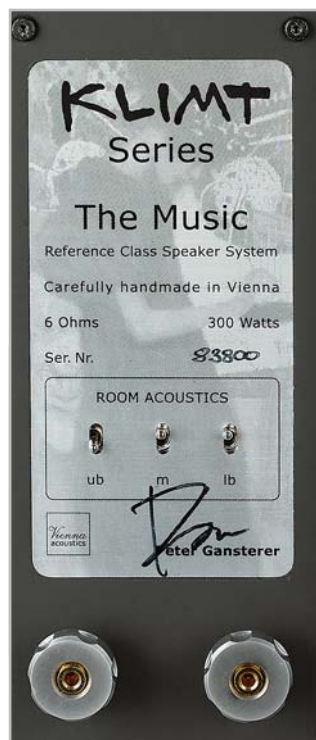 KLIMT
Series
The Music
Reference Class Speaker System
Carefully handmade in Vienna
6 Ohms 300 Watts
Ser. Nr. 83800
ROOM ACOUSTICS
ub m lb
Vienna
acoustics
Peter Gansterer